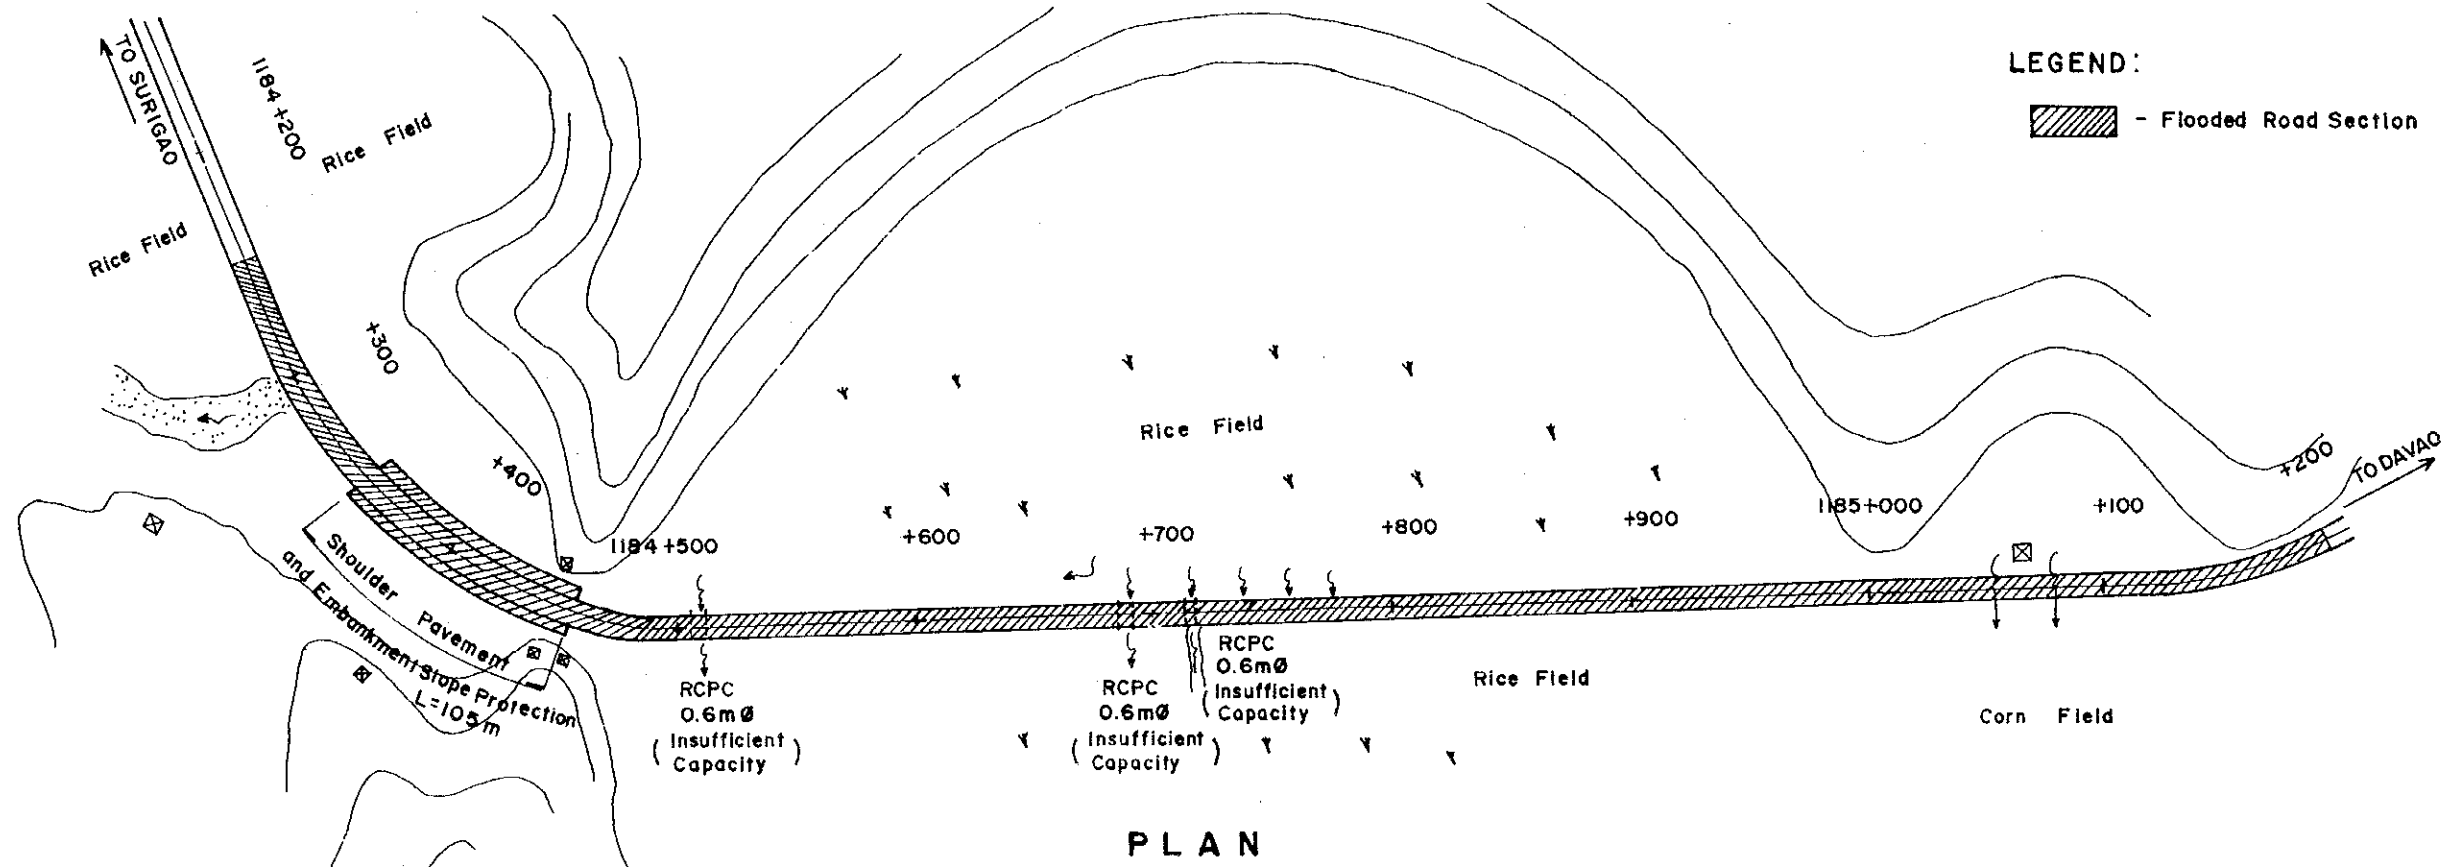 LEGEND:
- Flooded Road Section
TO SURIGAO
1184+200
Rice Field
Rice Field
+300
+400
1184+500
+600
+700
+800
+900
1185+000
+100
+200
TO DAVAO
Rice Field
Shoulder Pavement
and Embankment Slope Protection
L=105m
RCPC
0.6mØ
(Insufficient
Capacity)
RCPC
0.6mØ
(Insufficient
Capacity)
RCPC
0.6mØ
(Insufficient
Capacity)
Rice Field
Corn Field
PLAN